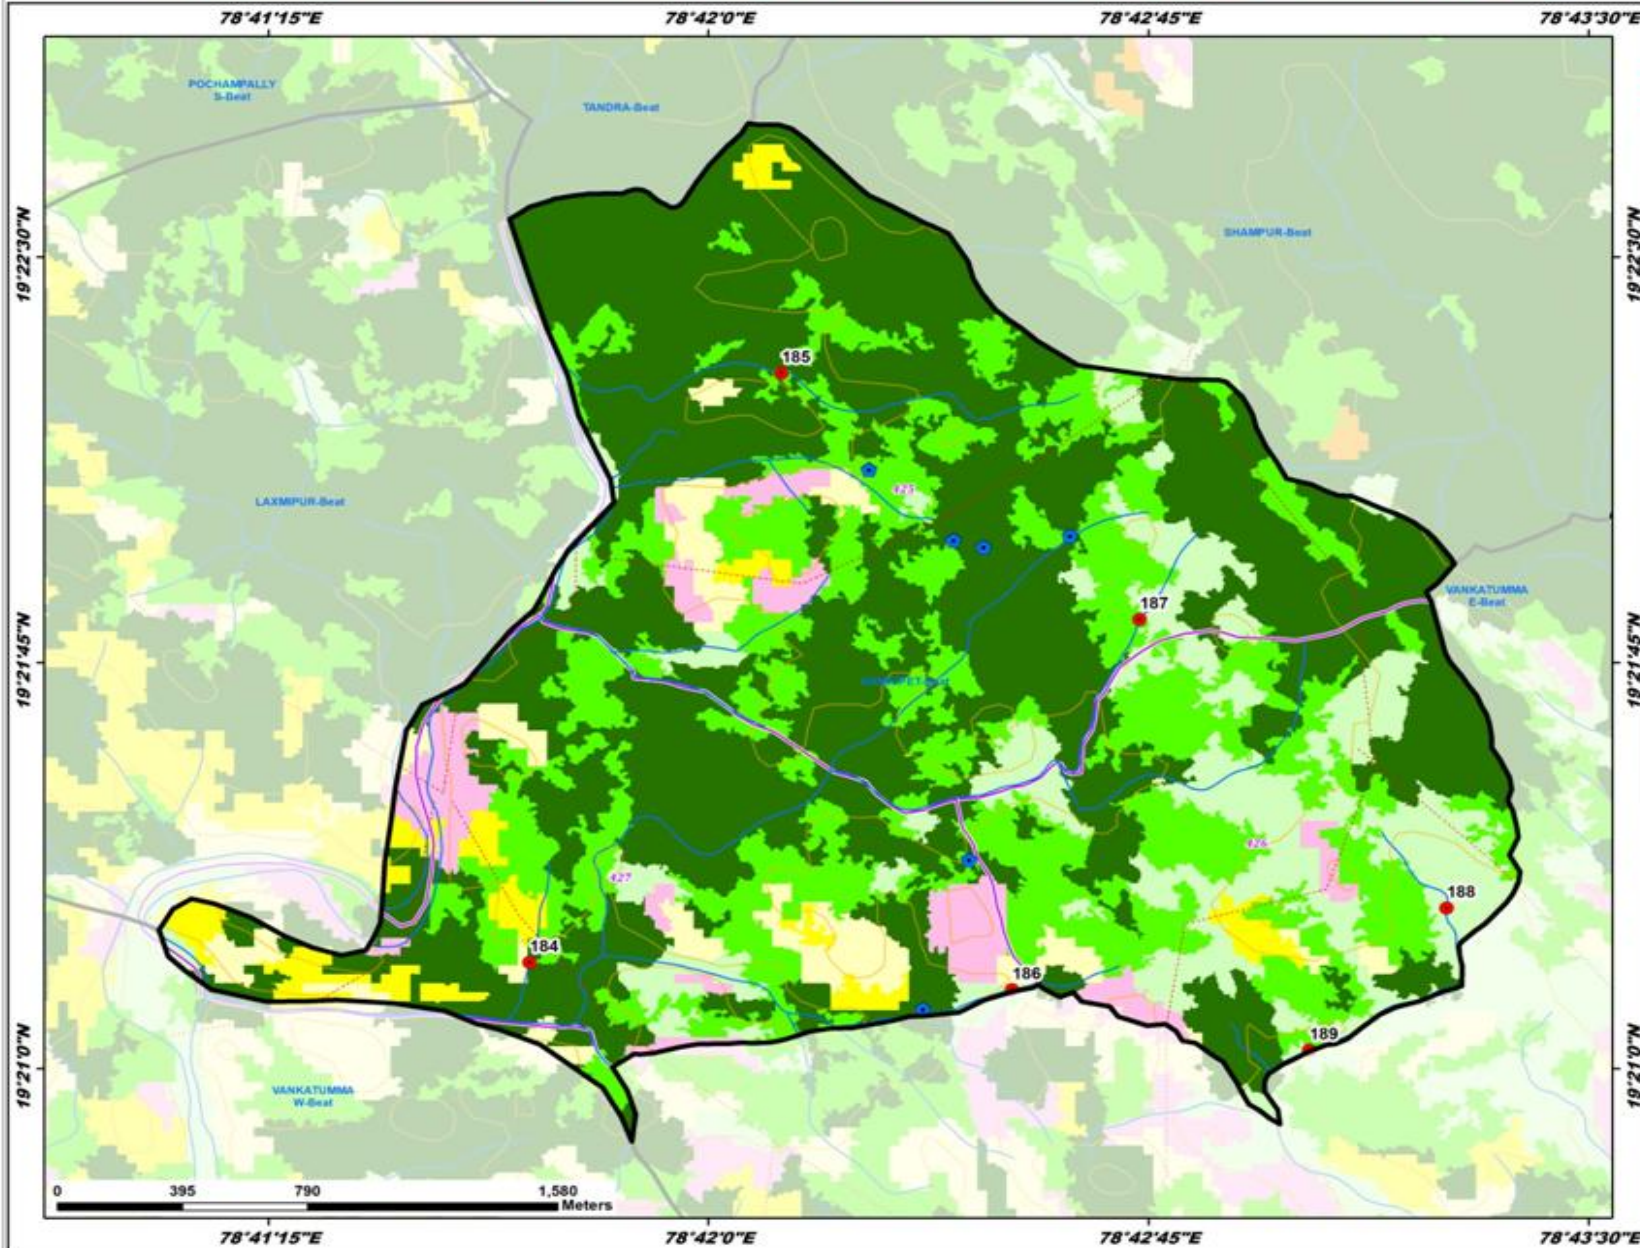 78°41'15"E
78°42'0"E
78°42'45"E
78°43'30"E
POCHAMPALLY
S-Beat
TANDRA-Beat
SHAMPUR-Beat
19°22'30"N
19°22'30"N
185
LAXMIPUR-Beat
425
187
VANKATUMMA
E-Beat
19°21'45"N
19°21'45"N
426
427
188
184
186
189
19°21'0"N
19°21'0"N
VANKATUMMA
W-Beat
0 395 790 1,580
Meters
78°41'15"E
78°42'0"E
78°42'45"E
78°43'30"E